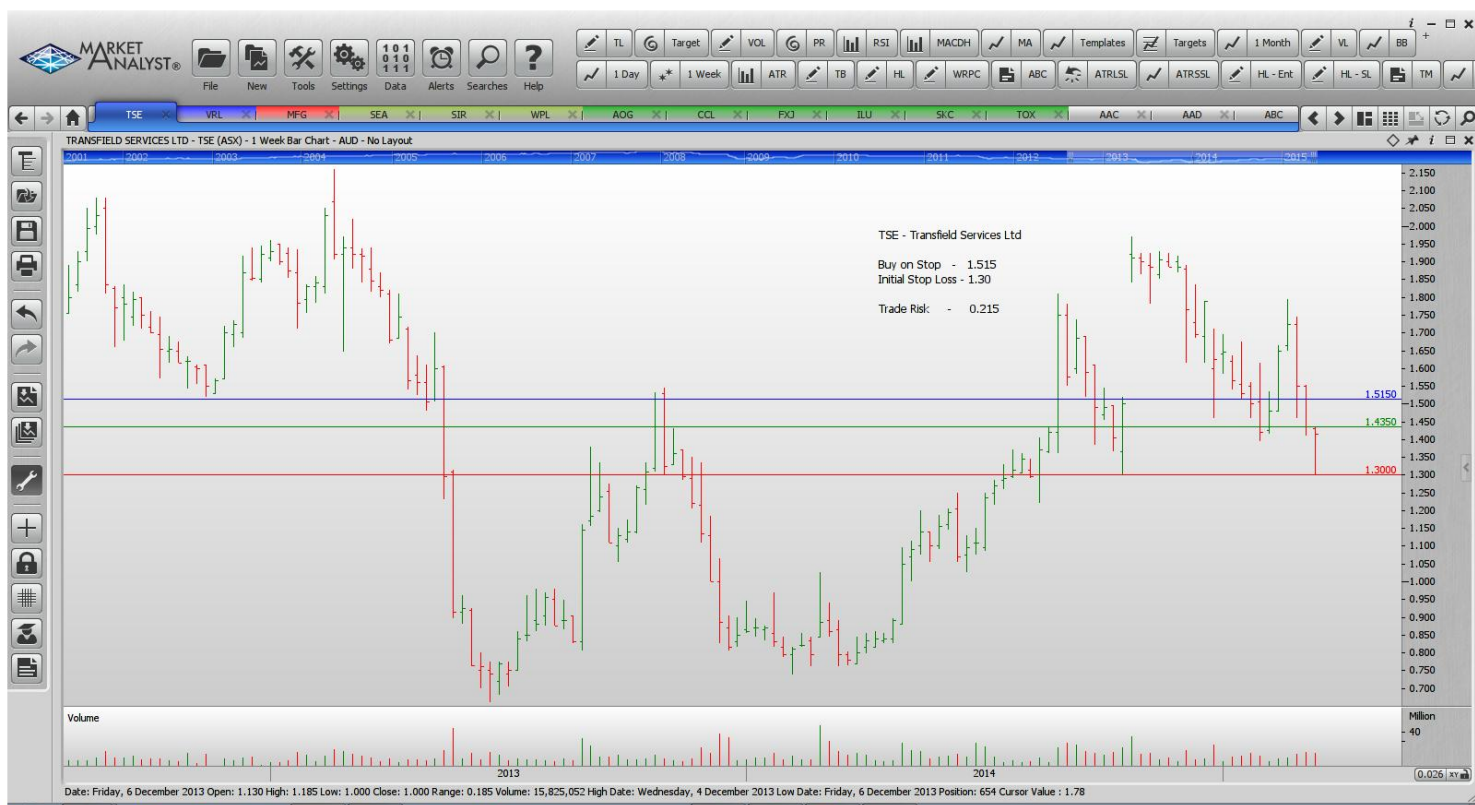 i
MARKET ANALYST®
File New Tools Settings Data Alerts Searches Help
101
010
111
TL Target VOL PR RSI MACDH MA Templates Targets 1 Month VL BB
1 Day 1 Week ATR TB HL WRPC ABC ATRLSL ATRSSL HL - Ent HL - SL TM
TSE VRL MFG SEA SIR WPL AOG CCL FXJ ILU SKC TOX AAC AAD ABC
TRANSFIELD SERVICES LTD - TSE (ASX) - 1 Week Bar Chart - AUD - No Layout
i
2001 2002 2003 2004 2005 2006 2007 2008 2009 2010 2011 2012 2013 2014 2015
2.150
2.100
2.050
2.000
1.950
1.900
1.850
1.800
1.750
1.700
1.650
1.600
1.550
1.500
1.450
1.400
1.350
1.300
1.250
1.200
1.150
1.100
1.050
1.000
0.950
0.900
0.850
0.800
0.750
0.700
TSE - Transfield Services Ltd
Buy on Stop - 1.515
Initial Stop Loss - 1.30
Trade Risk - 0.215
1.5150
1.4350
1.3000
Volume
Million
40
2013 2014
0.026 XY
Date: Friday, 6 December 2013 Open: 1.130 High: 1.185 Low: 1.000 Close: 1.000 Range: 0.185 Volume: 15,825,052 High Date: Wednesday, 4 December 2013 Low Date: Friday, 6 December 2013 Position: 654 Cursor Value : 1.78